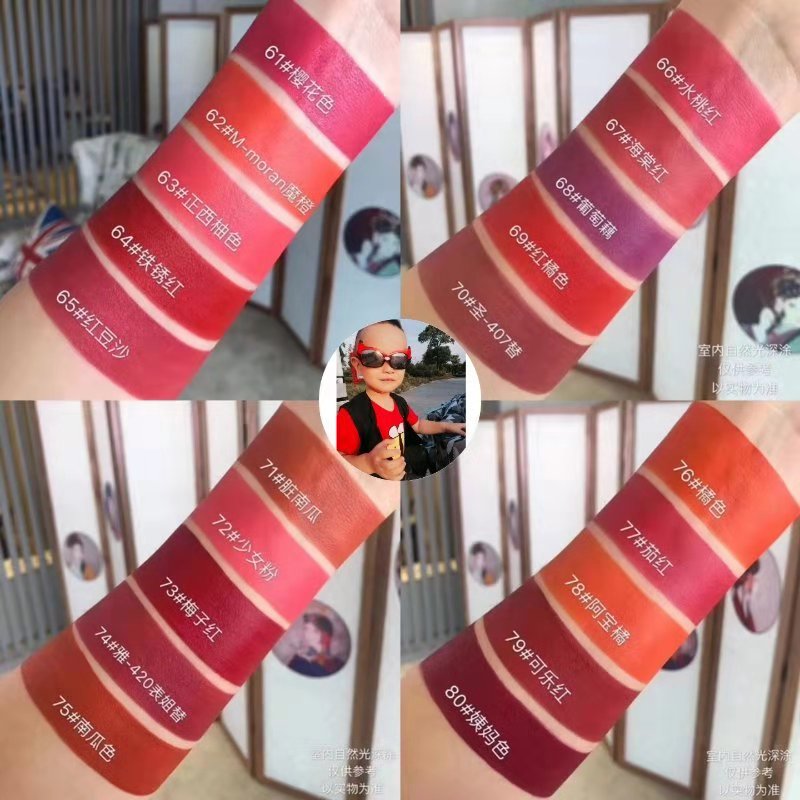 61#樱花色
62#M-moran魔橙
63#正西柚色
64#铁锈红
65#红豆沙
66#水桃红
67#海棠红
68#葡萄藕
69#红橘色
70#圣-407替
室内自然光深涂
仅供参考
以实物为准
71#脏南瓜
72#少女粉
73#梅子红
74#雅-420表姐替
75#南瓜色
室内自然光深涂
仅供参考
以实物为准
76#橘色
77#茄红
78#阿宝橘
79#可乐红
80#姨妈色
室内自然光深涂
仅供参考
以实物为准